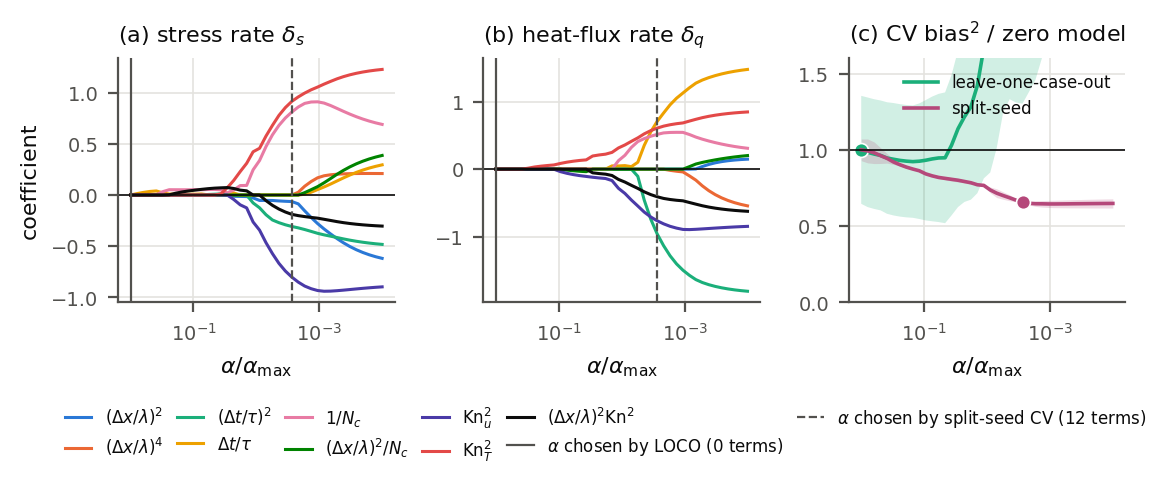 (a) stress rate δₛ
(b) heat-flux rate δ_q
(c) CV bias² / zero model
coefficient
1.0
0.5
0.0
−0.5
−1.0
10⁻¹
10⁻³
α/α_max
1
0
−1
10⁻¹
10⁻³
α/α_max
1.5
1.0
0.5
0.0
leave-one-case-out
split-seed
10⁻¹
10⁻³
α/α_max
(Δx/λ)²
(Δx/λ)⁴
(Δt/τ)²
Δt/τ
1/N_c
(Δx/λ)²/N_c
Kn_u²
Kn_T²
(Δx/λ)²Kn²
α chosen by LOCO (0 terms)
α chosen by split-seed CV (12 terms)